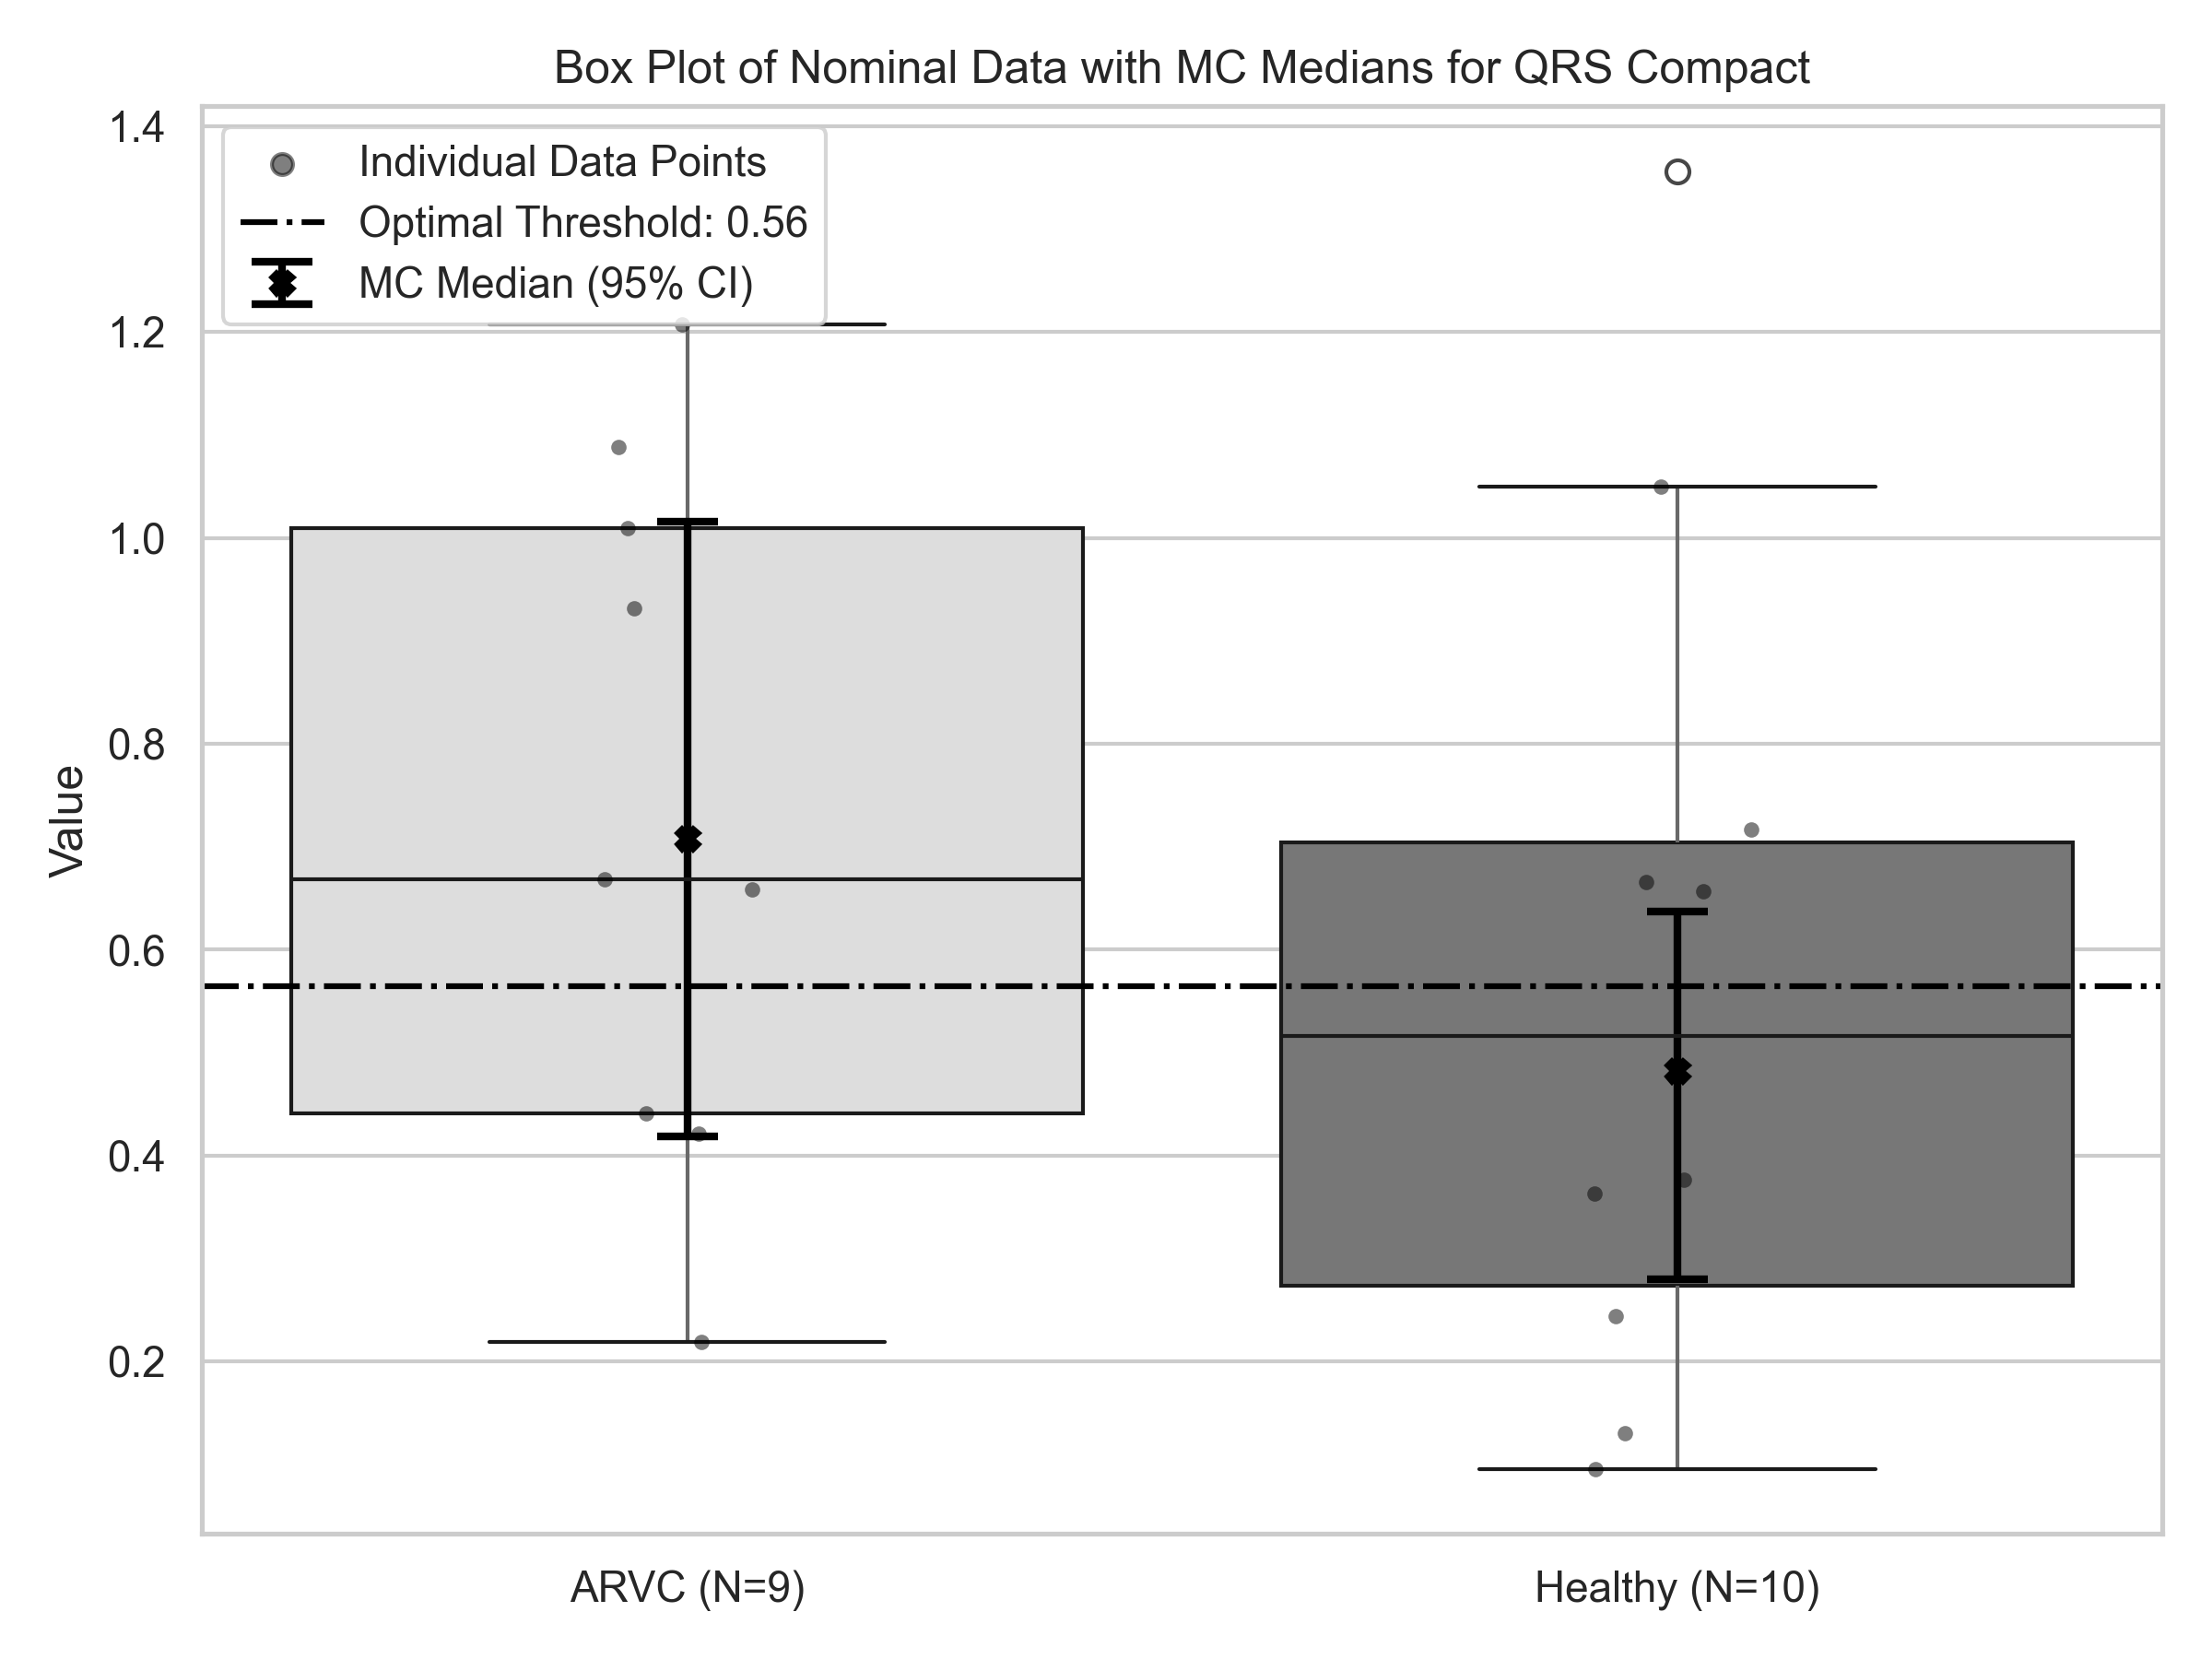 Box Plot of Nominal Data with MC Medians for QRS Compact
Individual Data Points
Optimal Threshold: 0.56
MC Median (95% CI)
Value
1.4
1.2
1.0
0.8
0.6
0.4
0.2
ARVC (N=9)
Healthy (N=10)